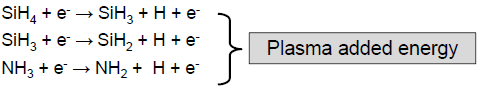 SiH₄ + e⁻ → SiH₃ + H + e⁻
SiH₃ + e⁻ → SiH₂ + H + e⁻
NH₃ + e⁻ → NH₂ + H + e⁻
Plasma added energy